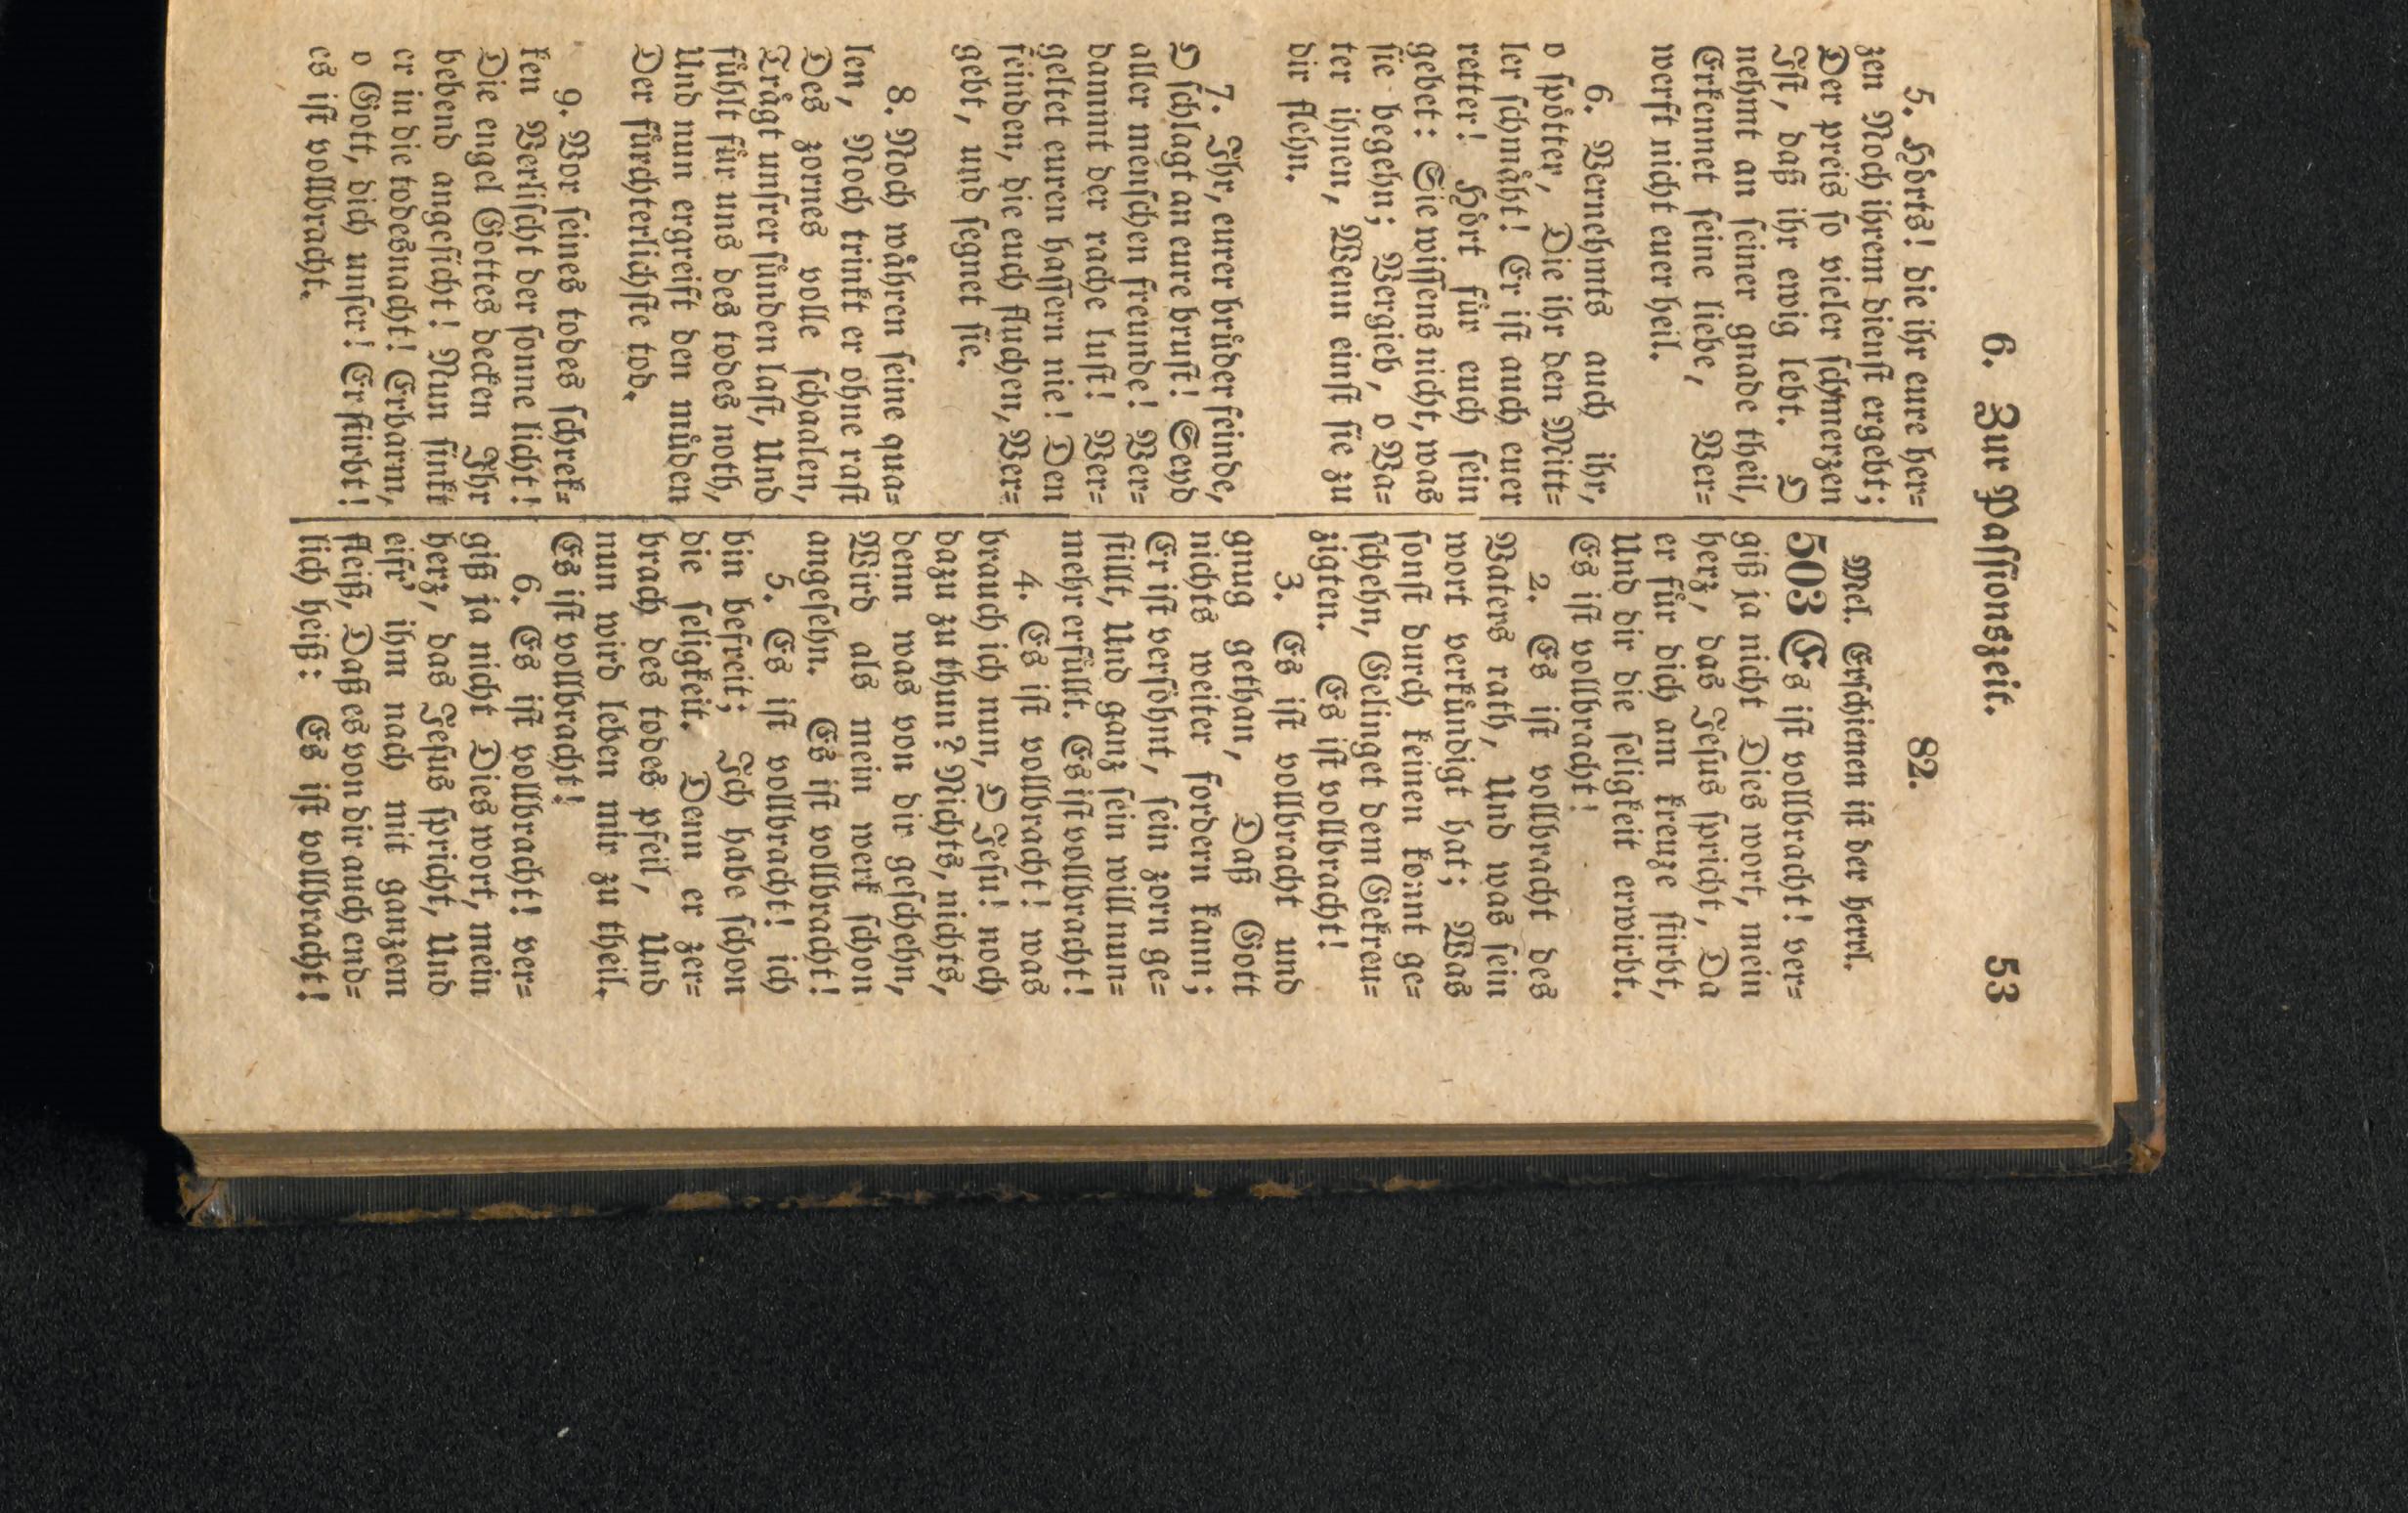 6. Zur Passionszeit. 53
5. Hörts! die ihr eure her=
zen Noch ihrem dienst ergebt;
Der preis so vieler schmerzen
Ist, daß ihr ewig lebt. O
nehmt an seiner gnade theil,
Erkennet seine liebe, Ver=
werft nicht euer heil.
6. Vernehmts auch ihr,
o spötter, Die ihr den Mitt=
ler schmäht! Er ist auch euer
retter! Hört für euch sein
gebet: Sie wissens nicht, was
sie begehn; Vergieb, o Va=
ter ihnen, Wenn einst sie zu
dir flehn.
7. Ihr, eurer brüder feinde,
O schlagt an eure brust! Seyd
aller menschen freunde! Ver=
dammt der rache lust! Ver=
geltet euren hassern nie! Den
feinden, die euch fluchen, Ver=
gebt, und segnet sie.
8. Noch währen seine qua=
len, Noch trinkt er ohne rast
Des zornes volle schaalen,
Trägt unsrer sünden last, Und
fühlt für uns des todes noth,
Und nun ergreift den müden
Der fürchterlichste tod.
9. Vor seines todes schrek=
ken Verlischt der sonne licht!
Die engel Gottes decken Ihr
bebend angesicht! Nun sinkt
er in die todesnacht! Erbarm,
o Gott, dich unser! Er stirbt!
es ist vollbracht.
82.
Mel. Erschienen ist der herrl.
503 Es ist vollbracht! ver=
giß ja nicht Dies wort, mein
herz, das Jesus spricht, Da
er für dich am kreuze stirbt,
Und dir die seligkeit erwirbt.
Es ist vollbracht!
2. Es ist vollbracht des
Vaters rath, Und was sein
wort verkündigt hat; Was
sonst durch keinen konnt ge=
schehn, Gelinget dem Gekreu=
zigten. Es ist vollbracht!
3. Es ist vollbracht und
gnug gethan, Daß Gott
nichts weiter fordern kann;
Er ist versöhnt, sein zorn ge=
stillt, Und ganz sein will nun=
mehr erfüllt. Es ist vollbracht!
4. Es ist vollbracht! was
brauch ich nun, O Jesu! noch
dazu zu thun? Nichts, nichts,
denn was von dir geschehn,
Wird als mein werk schon
angesehn. Es ist vollbracht!
5. Es ist vollbracht! ich
bin befreit; Ich habe schon
die seligkeit. Denn er zer=
brach des todes pfeil, Und
nun wird leben mir zu theil.
Es ist vollbracht!
6. Es ist vollbracht! ver=
giß ja nicht Dies wort, mein
herz, das Jesus spricht, Und
eifr' ihm nach mit ganzem
fleiß, Daß es von dir auch end=
lich heiß: Es ist vollbracht!